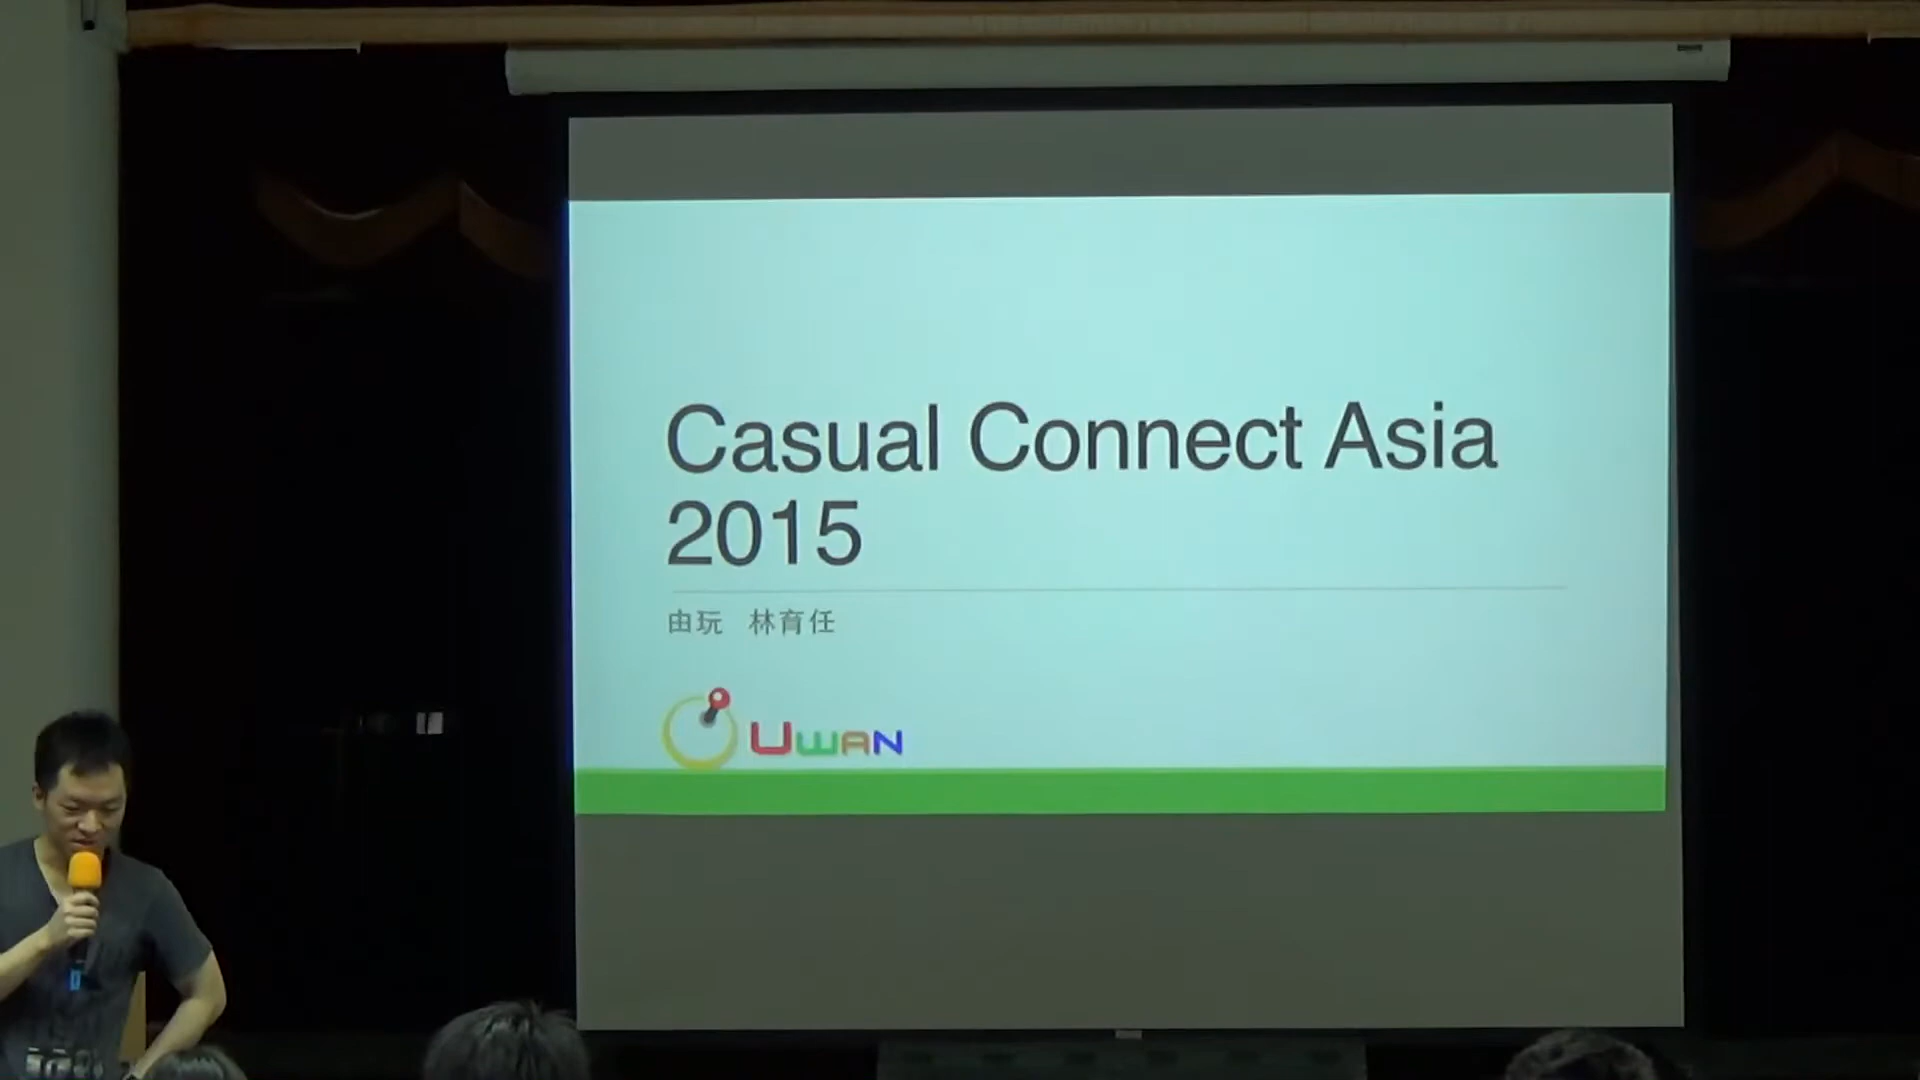 Casual Connect Asia
2015
由玩 林育任
UWAN